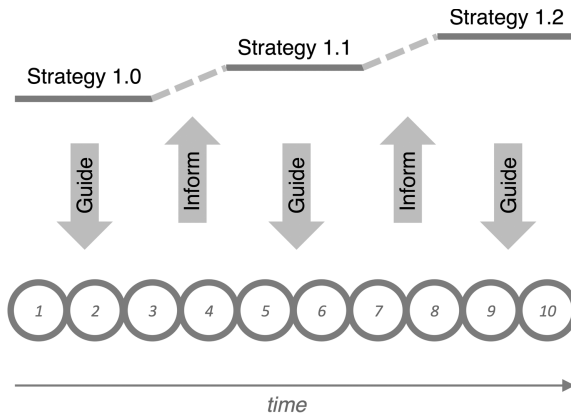 Strategy 1.2
Strategy 1.1
Strategy 1.0
Guide
Inform
Guide
Inform
Guide
1 2 3 4 5 6 7 8 9 10
time